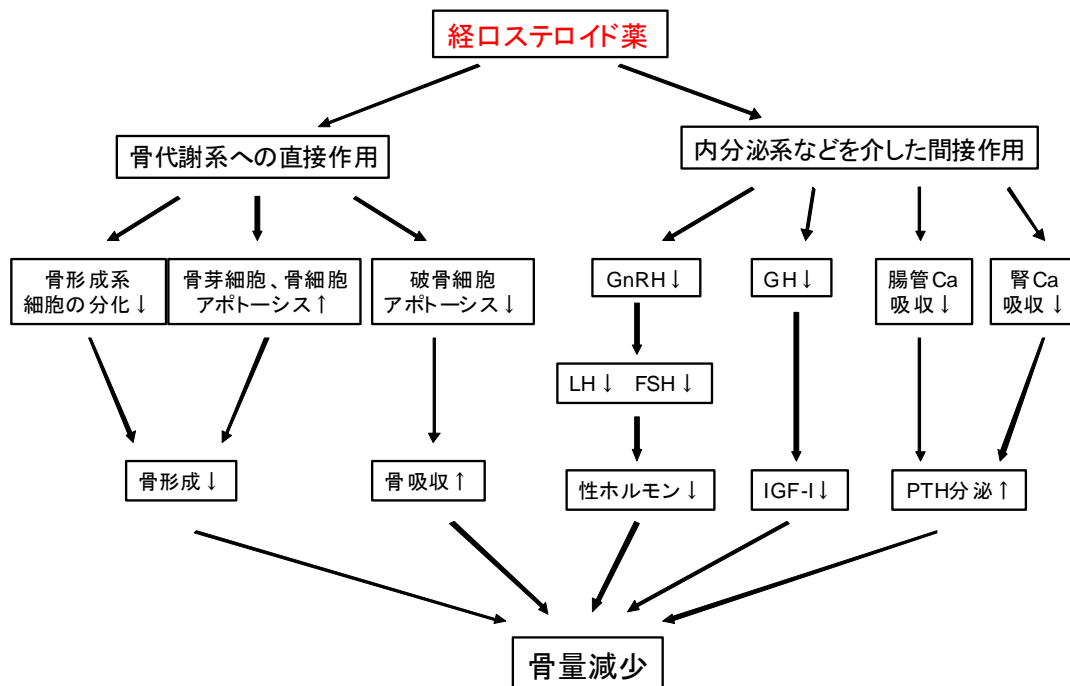 経口ステロイド薬
骨代謝系への直接作用
内分泌系などを介した間接作用
骨形成系
細胞の分化↓
骨芽細胞、骨細胞
アポトーシス↑
破骨細胞
アポトーシス↓
GnRH↓
GH↓
腸管Ca
吸収↓
腎Ca
吸収↓
LH↓ FSH↓
骨形成↓
骨吸収↑
性ホルモン↓
IGF-I↓
PTH分泌↑
骨量減少